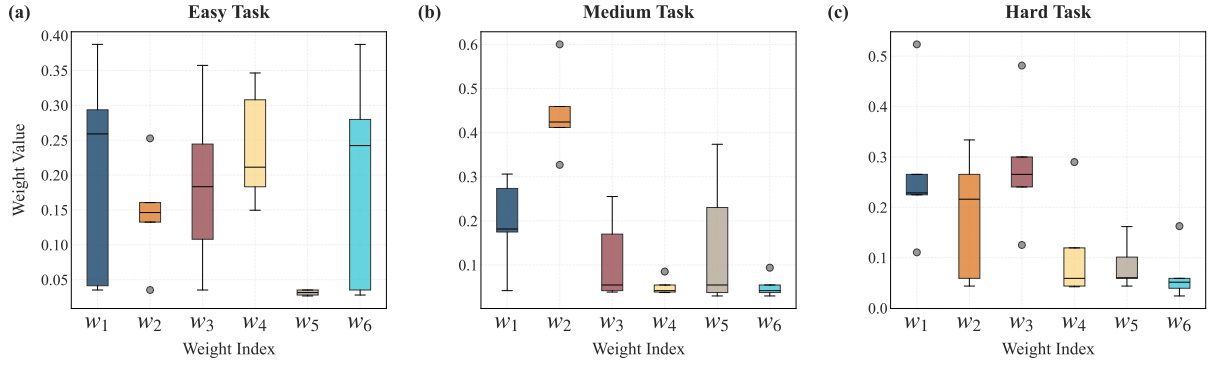 (a) Easy Task
0.40
0.35
0.30
0.25
0.20
0.15
0.10
0.05
Weight Value
w1 w2 w3 w4 w5 w6
Weight Index
(b) Medium Task
0.6
0.5
0.4
0.3
0.2
0.1
w1 w2 w3 w4 w5 w6
Weight Index
(c) Hard Task
0.5
0.4
0.3
0.2
0.1
0.0
w1 w2 w3 w4 w5 w6
Weight Index